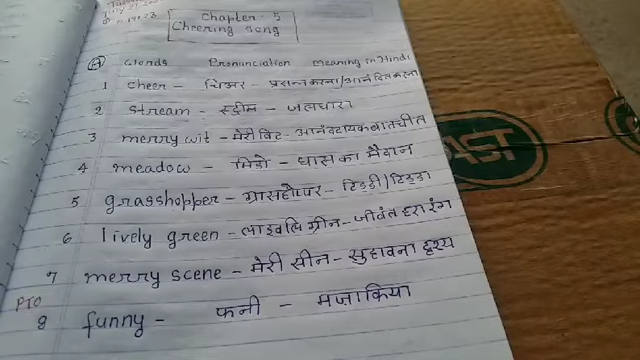 Chapter - 5
Cheering song
Words Pronunciation meaning in Hindi
1 cheer - चिअर - प्रसन्न करना/आनंदित करना
2 stream - स्ट्रीम - जलधारा
3 merry wit - मेरी विट - आनंददायक बातचीत
4 meadow - मिडो - घास का मैदान
5 grasshopper - ग्रासहौपर - टिड्डी/टिड्डा
6 lively green - लाइवलि ग्रीन - जीवंत हरा रंग
7 merry scene - मेरी सीन - सुहावना दृश्य
PTO
8 funny - फनी - मजाकिया
AST